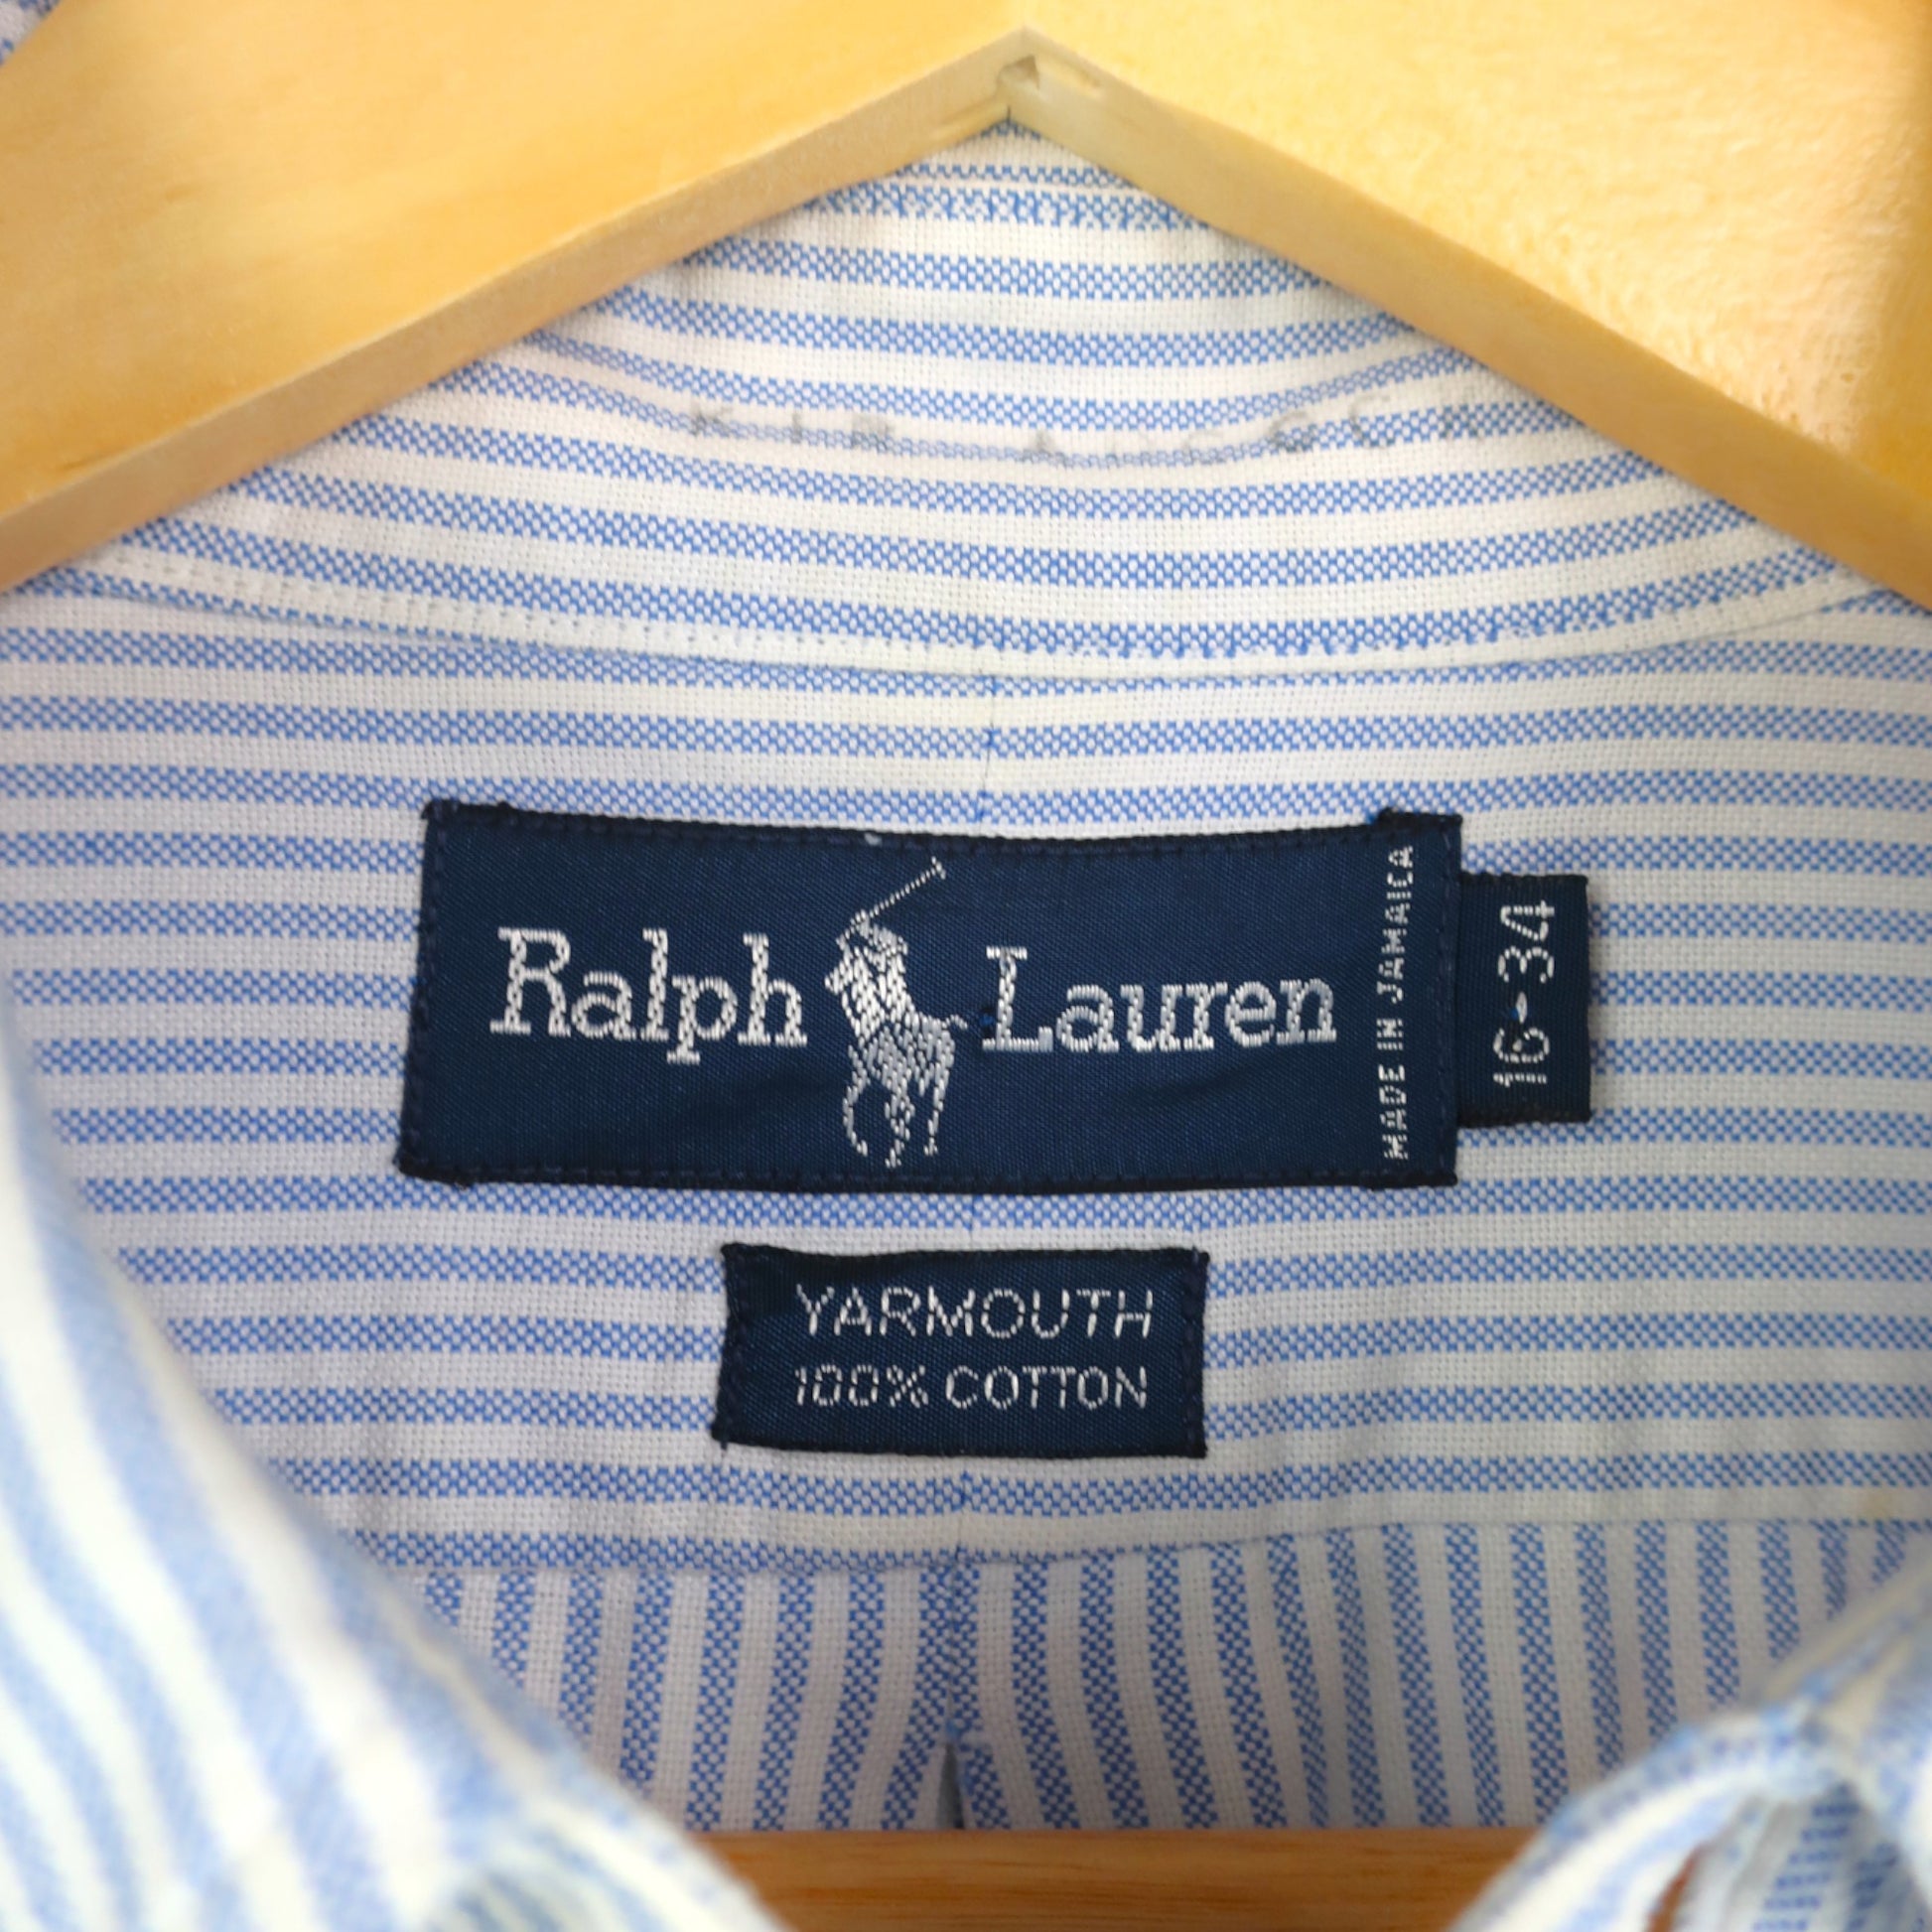 Ralph Lauren
MADE IN JAMAICA
16-34
YARMOUTH
100% COTTON